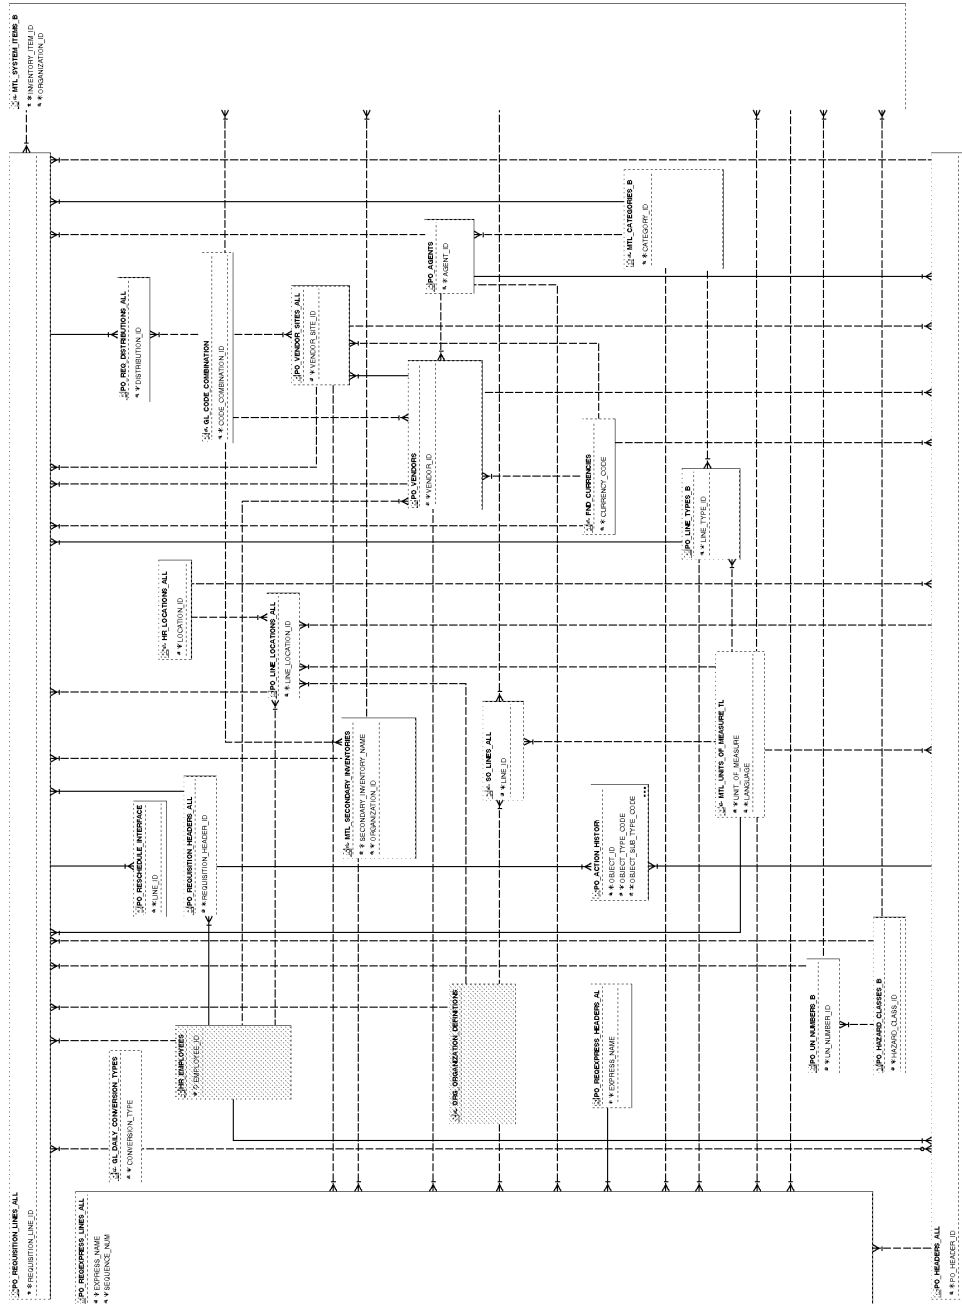 MTL_SYSTEM_ITEMS_B
INVENTORY_ITEM_ID
ORGANIZATION_ID
PO_REQUISITION_LINES_ALL
REQUISITION_LINE_ID
MTL_CATEGORIES_B
CATEGORY_ID
PO_AGENTS
AGENT_ID
PO_REQ_DISTRIBUTIONS_ALL
DISTRIBUTION_ID
GL_CODE_COMBINATION
CODE_COMBINATION_ID
PO_VENDOR_SITES_ALL
VENDOR_SITE_ID
PO_VENDORS
VENDOR_ID
FND_CURRENCIES
CURRENCY_CODE
PO_LINE_TYPES_B
LINE_TYPE_ID
HR_LOCATIONS_ALL
LOCATION_ID
PO_LINE_LOCATIONS_ALL
LINE_LOCATION_ID
MTL_SECONDARY_INVENTORIES
SECONDARY_INVENTORY_NAME
ORGANIZATION_ID
SO_LINES_ALL
LINE_ID
MTL_UNITS_OF_MEASURE_TL
UNIT_OF_MEASURE
LANGUAGE
PO_RESCHEDULE_INTERFACE
LINE_ID
PO_REQUISITION_HEADERS_ALL
REQUISITION_HEADER_ID
PO_ACTION_HISTOR
OBJECT_ID
OBJECT_TYPE_CODE
OBJECT_SUB_TYPE_CODE
HR_EMPLOYEES
EMPLOYEE_ID
GL_DAILY_CONVERSION_TYPES
CONVERSION_TYPE
ORG_ORGANIZATION_DEFINITIONS
PO_REQEXPRESS_HEADERS_AL
EXPRESS_NAME
PO_UN_NUMBERS_B
UN_NUMBER_ID
PO_HAZARD_CLASSES_B
HAZARD_CLASS_ID
PO_REQEXPRESS_LINES_ALL
EXPRESS_NAME
SEQUENCE_NUM
PO_HEADERS_ALL
PO_HEADER_ID